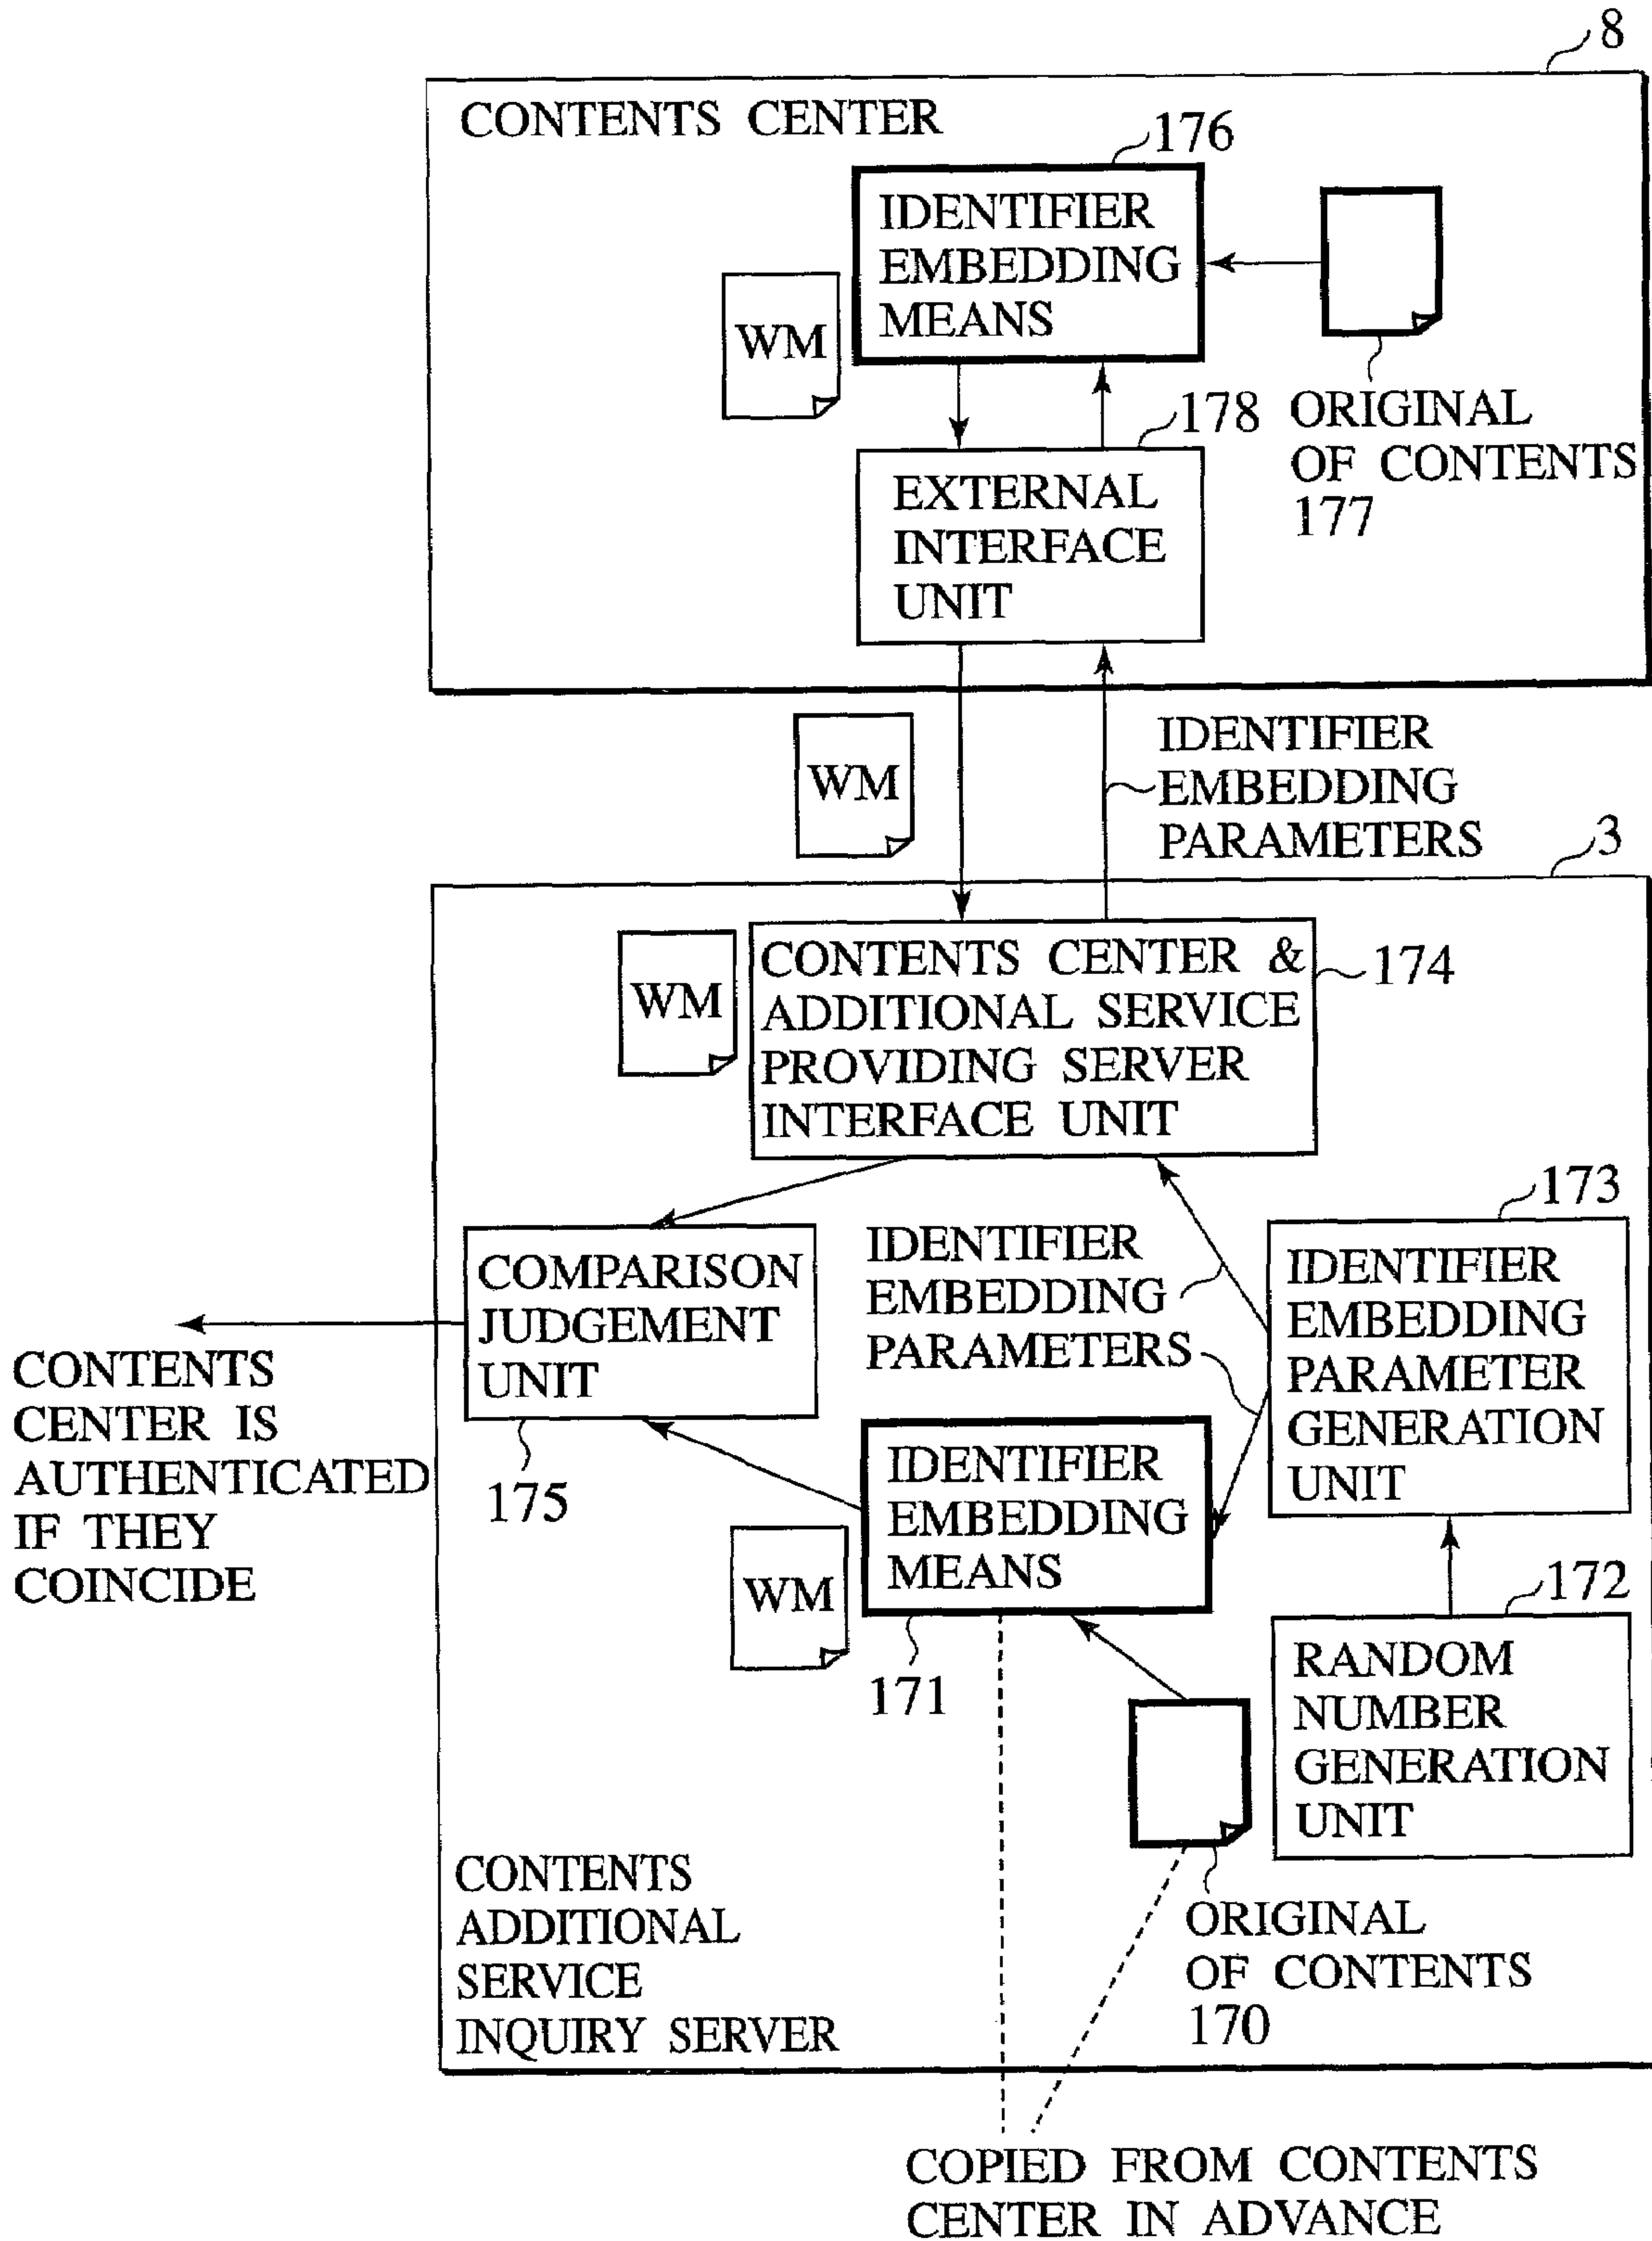 8
CONTENTS CENTER
176
IDENTIFIER
EMBEDDING
MEANS
WM
178
ORIGINAL
OF CONTENTS
177
EXTERNAL
INTERFACE
UNIT
WM
IDENTIFIER
EMBEDDING
PARAMETERS
3
WM
CONTENTS CENTER &
ADDITIONAL SERVICE
PROVIDING SERVER
INTERFACE UNIT
174
173
COMPARISON
JUDGEMENT
UNIT
175
IDENTIFIER
EMBEDDING
PARAMETERS
IDENTIFIER
EMBEDDING
PARAMETER
GENERATION
UNIT
CONTENTS
CENTER IS
AUTHENTICATED
IF THEY
COINCIDE
IDENTIFIER
EMBEDDING
MEANS
WM
171
172
RANDOM
NUMBER
GENERATION
UNIT
ORIGINAL
OF CONTENTS
170
CONTENTS
ADDITIONAL
SERVICE
INQUIRY SERVER
COPIED FROM CONTENTS
CENTER IN ADVANCE